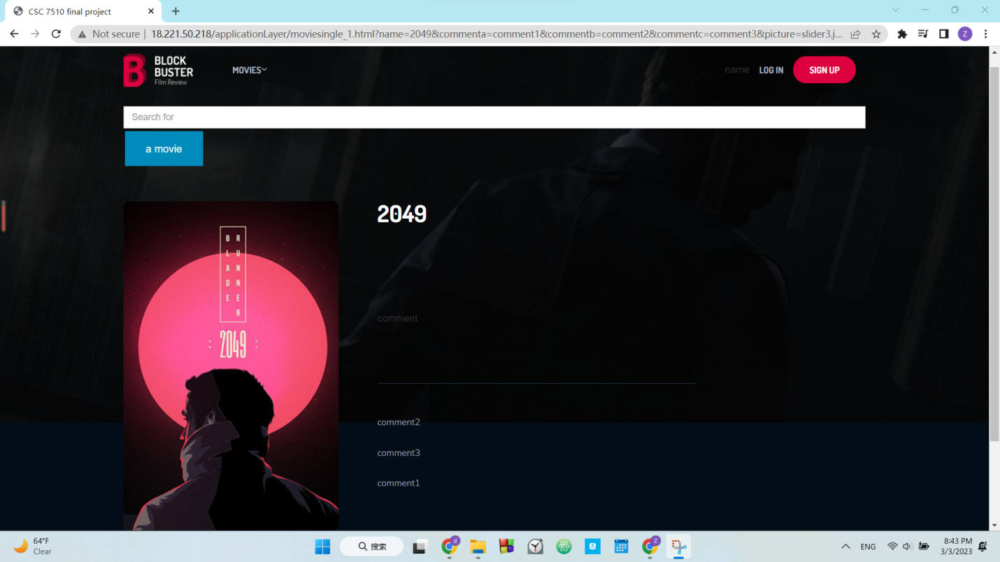 CSC 7510 final project
Not secure | 18.221.50.218/applicationLayer/moviesingle_1.html?name=2049&commenta=comment1&commentb=comment2&commentc=comment3&picture=slider3.j...
Z
B
BLOCK
BUSTER
Film Review
MOVIES
name
LOG IN
SIGN UP
Search for
a movie
2049
BLADE
RUNNER
: 2049 :
comment
comment2
comment3
comment1
64°F
Clear
搜索
d
Z
ENG
8:43 PM
3/3/2023